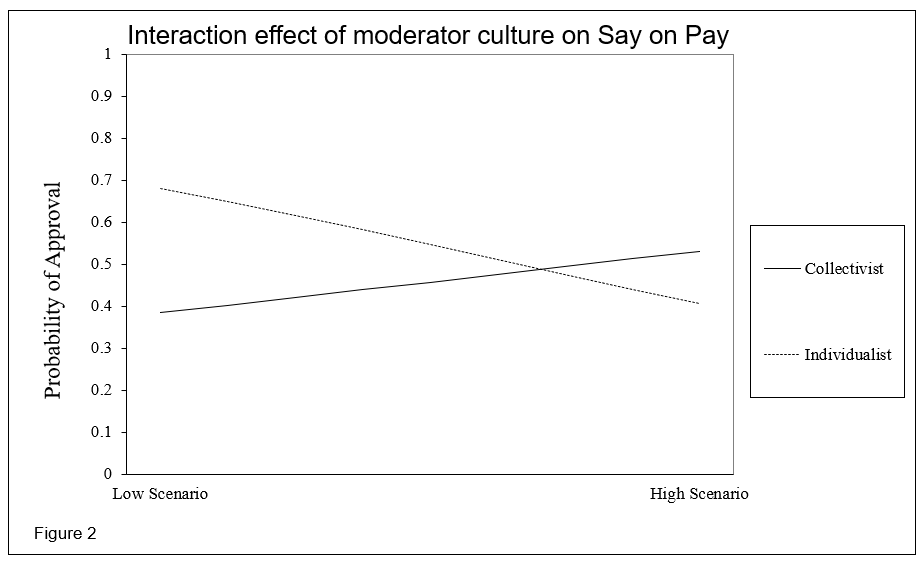 Interaction effect of moderator culture on Say on Pay
1
0.9
0.8
0.7
0.6
0.5
0.4
0.3
0.2
0.1
0
Probability of Approval
Low Scenario
High Scenario
Collectivist
Individualist
Figure 2